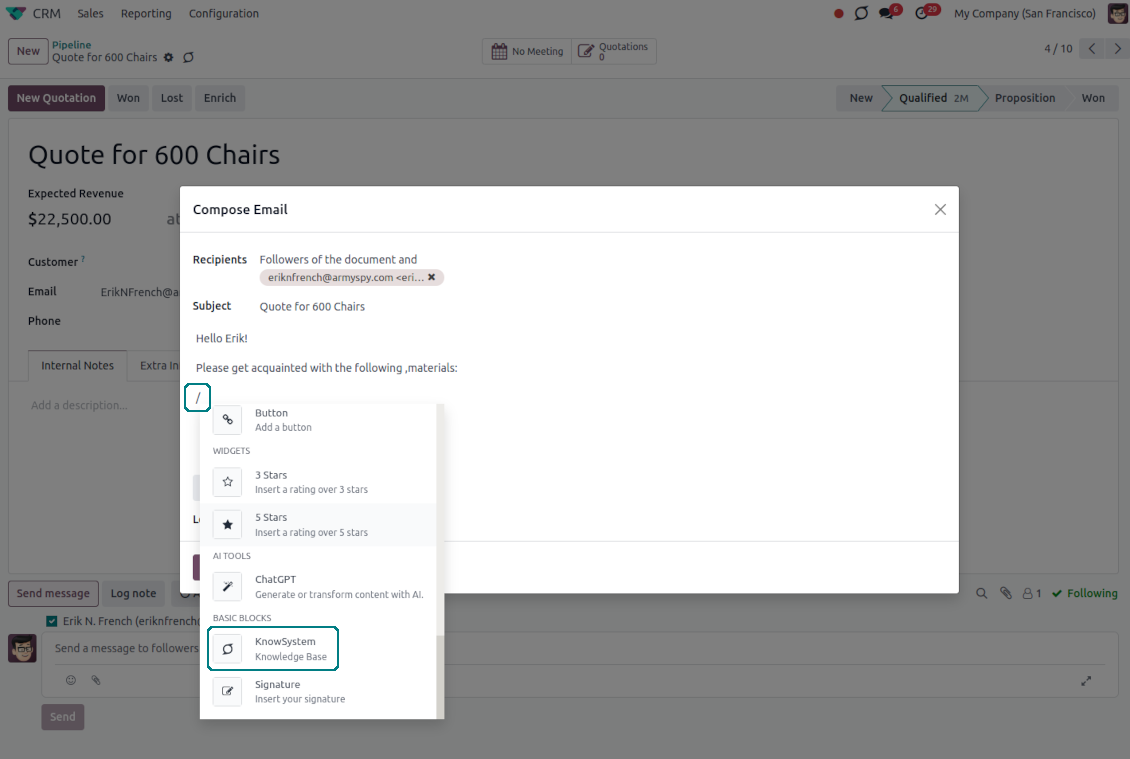 CRM Sales Reporting Configuration 6 29 My Company (San Francisco)
New Pipeline
Quote for 600 Chairs
No Meeting Quotations
0
4 / 10
New Quotation Won Lost Enrich New Qualified 2M Proposition Won
Quote for 600 Chairs
Expected Revenue
$22,500.00 at
Customer ?
Email ErikNFrench@a
Phone
Internal Notes Extra In
Add a description...
Compose Email
Recipients Followers of the document and
eriknfrench@armyspy.com <eri...
Subject Quote for 600 Chairs
Hello Erik!
Please get acquainted with the following ,materials:
/
Button
Add a button
WIDGETS
3 Stars
Insert a rating over 3 stars
5 Stars
Insert a rating over 5 stars
AI TOOLS
ChatGPT
Generate or transform content with AI.
BASIC BLOCKS
KnowSystem
Knowledge Base
Signature
Insert your signature
Send message Log note 1 Following
Erik N. French (eriknfrench
Send a message to followers
Send